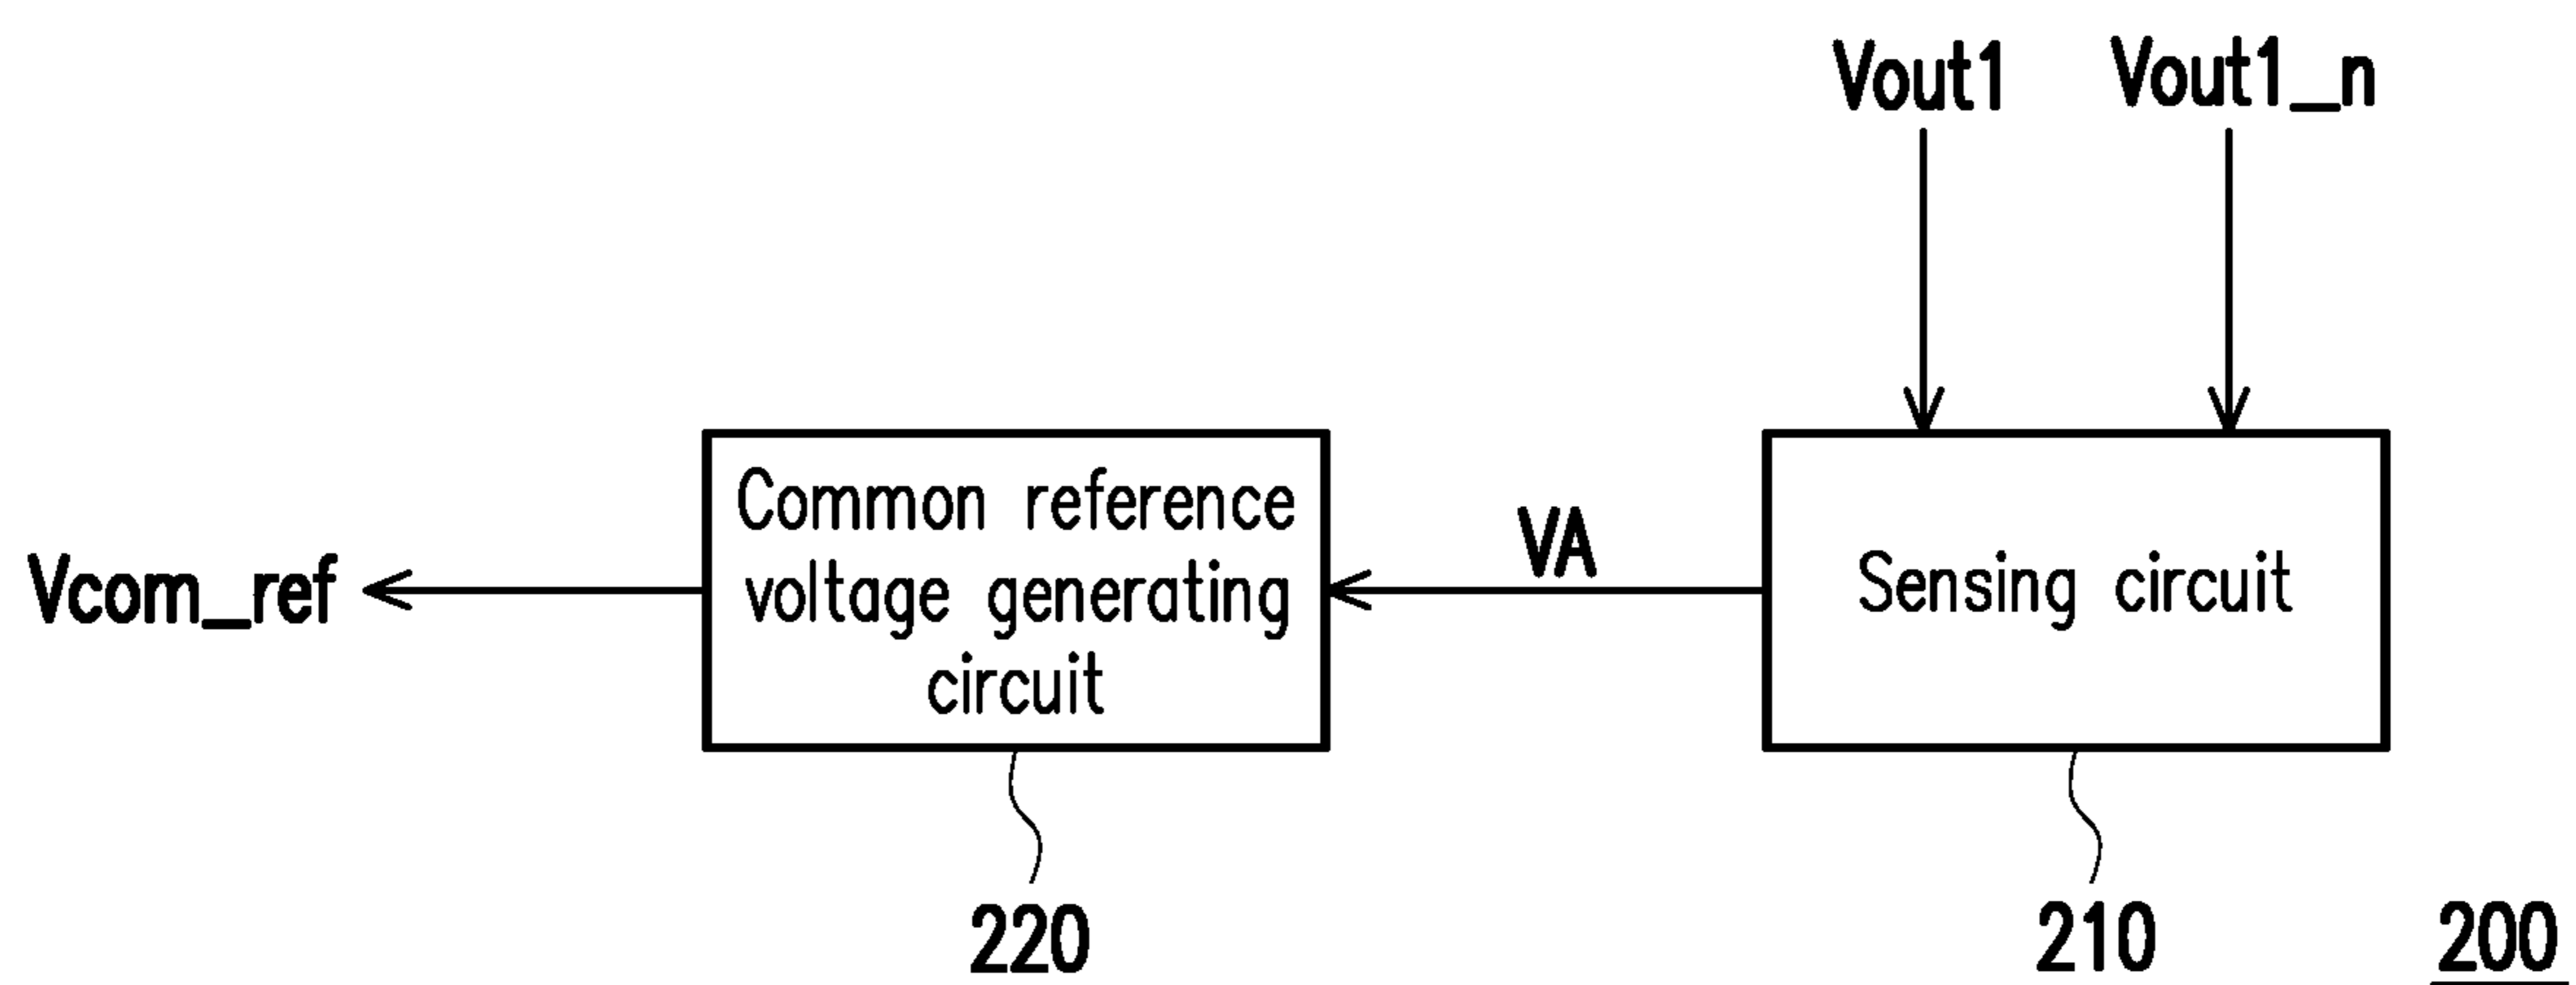 Vout1 Vout1_n
Common reference
voltage generating
circuit
Vcom_ref
VA
Sensing circuit
220
210
200